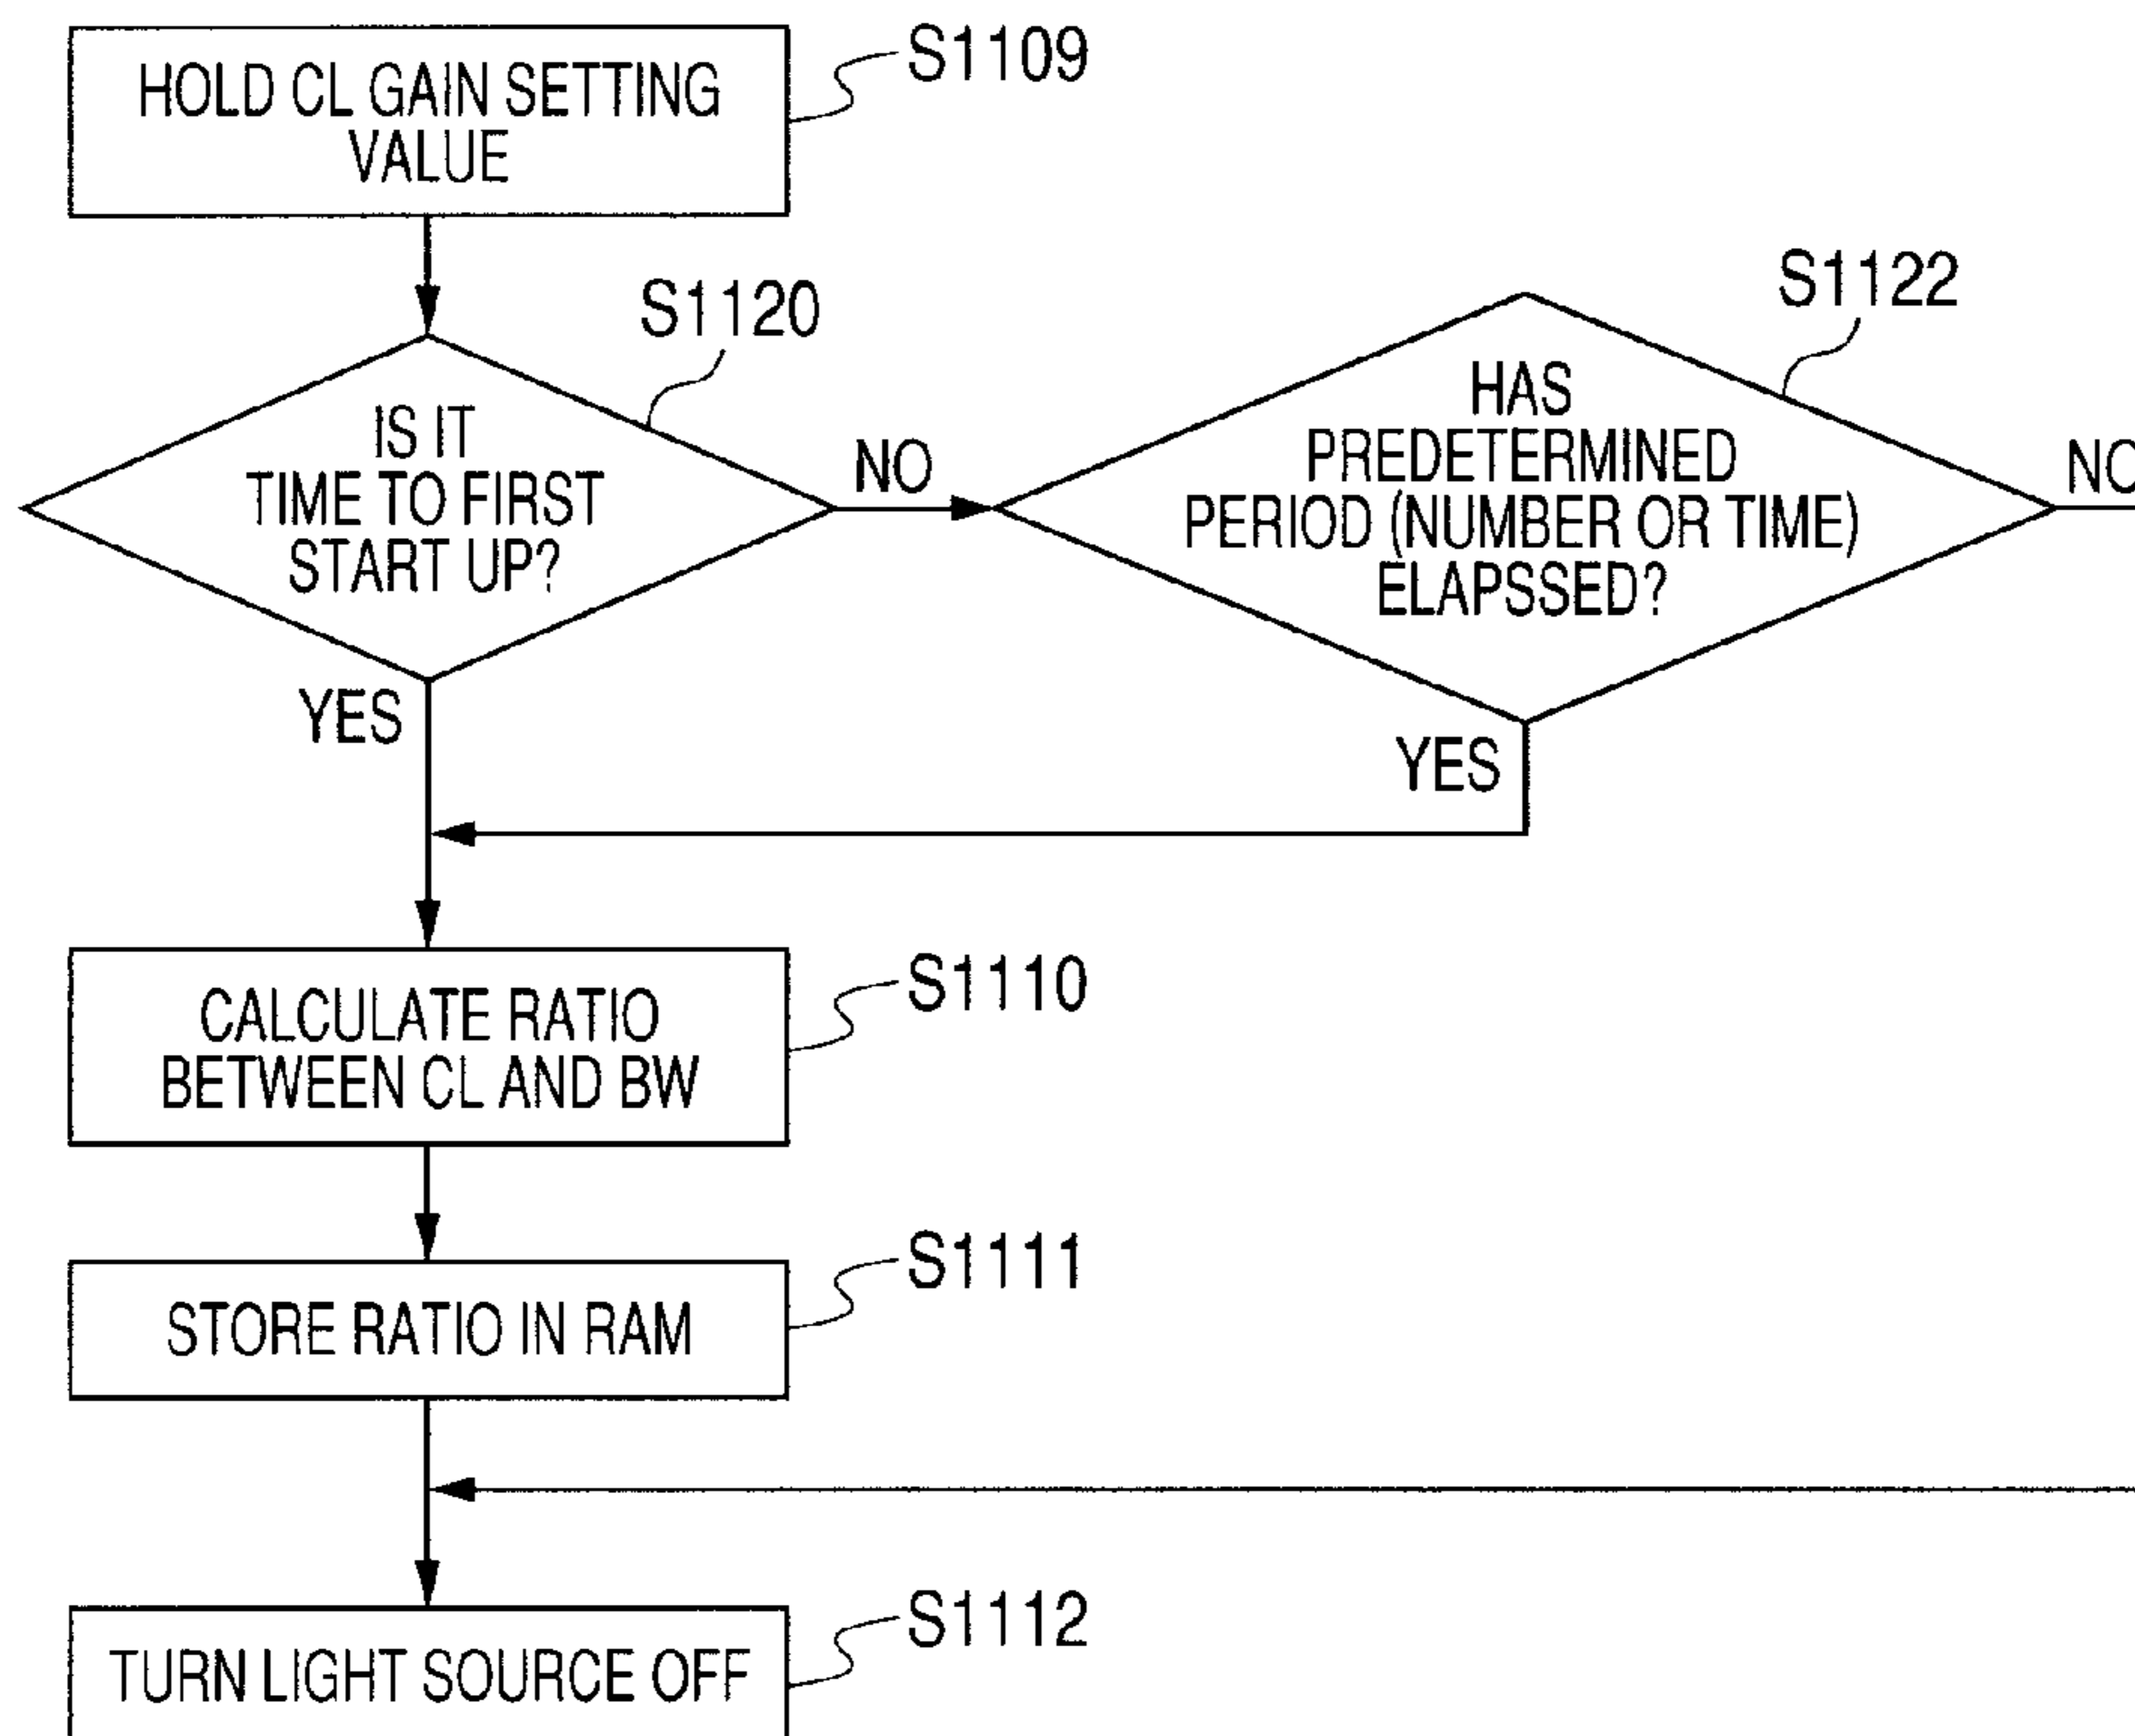 HOLD CL GAIN SETTING
VALUE
S1109
IS IT
TIME TO FIRST
START UP?
S1120
NO
HAS
PREDETERMINED
PERIOD (NUMBER OR TIME)
ELAPSSED?
S1122
NO
YES
YES
CALCULATE RATIO
BETWEEN CL AND BW
S1110
STORE RATIO IN RAM
S1111
TURN LIGHT SOURCE OFF
S1112